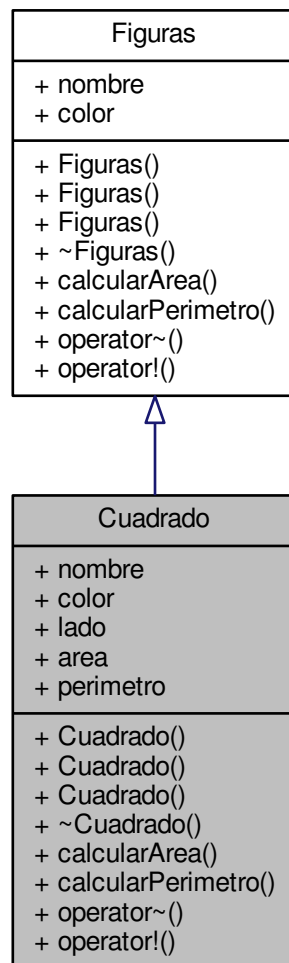 Figuras
+ nombre
+ color
+ Figuras()
+ Figuras()
+ Figuras()
+ ~Figuras()
+ calcularArea()
+ calcularPerimetro()
+ operator~()
+ operator!()
Cuadrado
+ nombre
+ color
+ lado
+ area
+ perimetro
+ Cuadrado()
+ Cuadrado()
+ Cuadrado()
+ ~Cuadrado()
+ calcularArea()
+ calcularPerimetro()
+ operator~()
+ operator!()